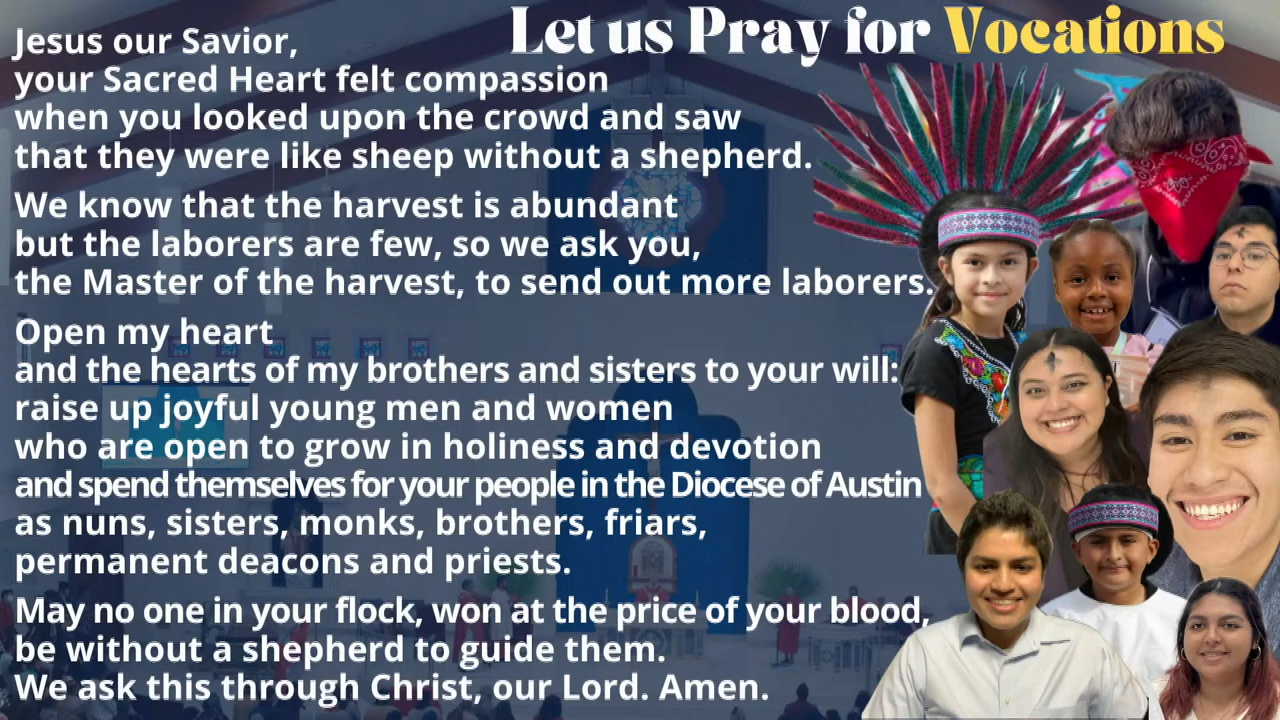 Let us Pray for Vocations
Jesus our Savior,
your Sacred Heart felt compassion
when you looked upon the crowd and saw
that they were like sheep without a shepherd.
We know that the harvest is abundant
but the laborers are few, so we ask you,
the Master of the harvest, to send out more laborers.
Open my heart
and the hearts of my brothers and sisters to your will:
raise up joyful young men and women
who are open to grow in holiness and devotion
and spend themselves for your people in the Diocese of Austin
as nuns, sisters, monks, brothers, friars,
permanent deacons and priests.
May no one in your flock, won at the price of your blood,
be without a shepherd to guide them.
We ask this through Christ, our Lord. Amen.